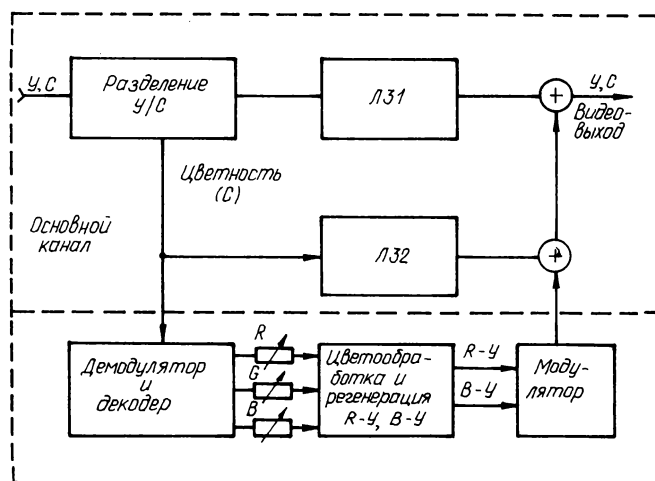 У,С
Разделение
У/С
ЛЗ1
+
У,С
Видео-
выход
Цветность
(С)
Основной
канал
ЛЗ2
+
Демодулятор
и
декодер
R
G
B
Цветообра-
ботка и
регенерация
R-У, B-У
R-У
B-У
Моду-
лятор